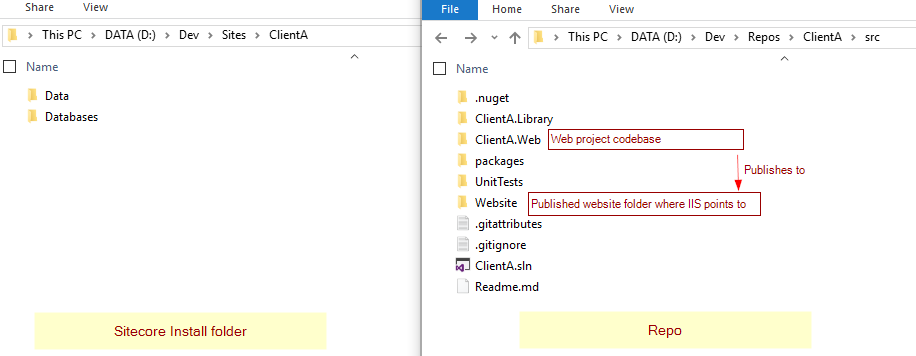 Share View
This PC > DATA (D:) > Dev > Sites > ClientA
Name
Data
Databases
Sitecore Install folder
File Home Share View
This PC > DATA (D:) > Dev > Repos > ClientA > src
Name
.nuget
ClientA.Library
ClientA.Web Web project codebase
packages Publishes to
UnitTests
Website Published website folder where IIS points to
.gitattributes
.gitignore
ClientA.sln
Readme.md
Repo